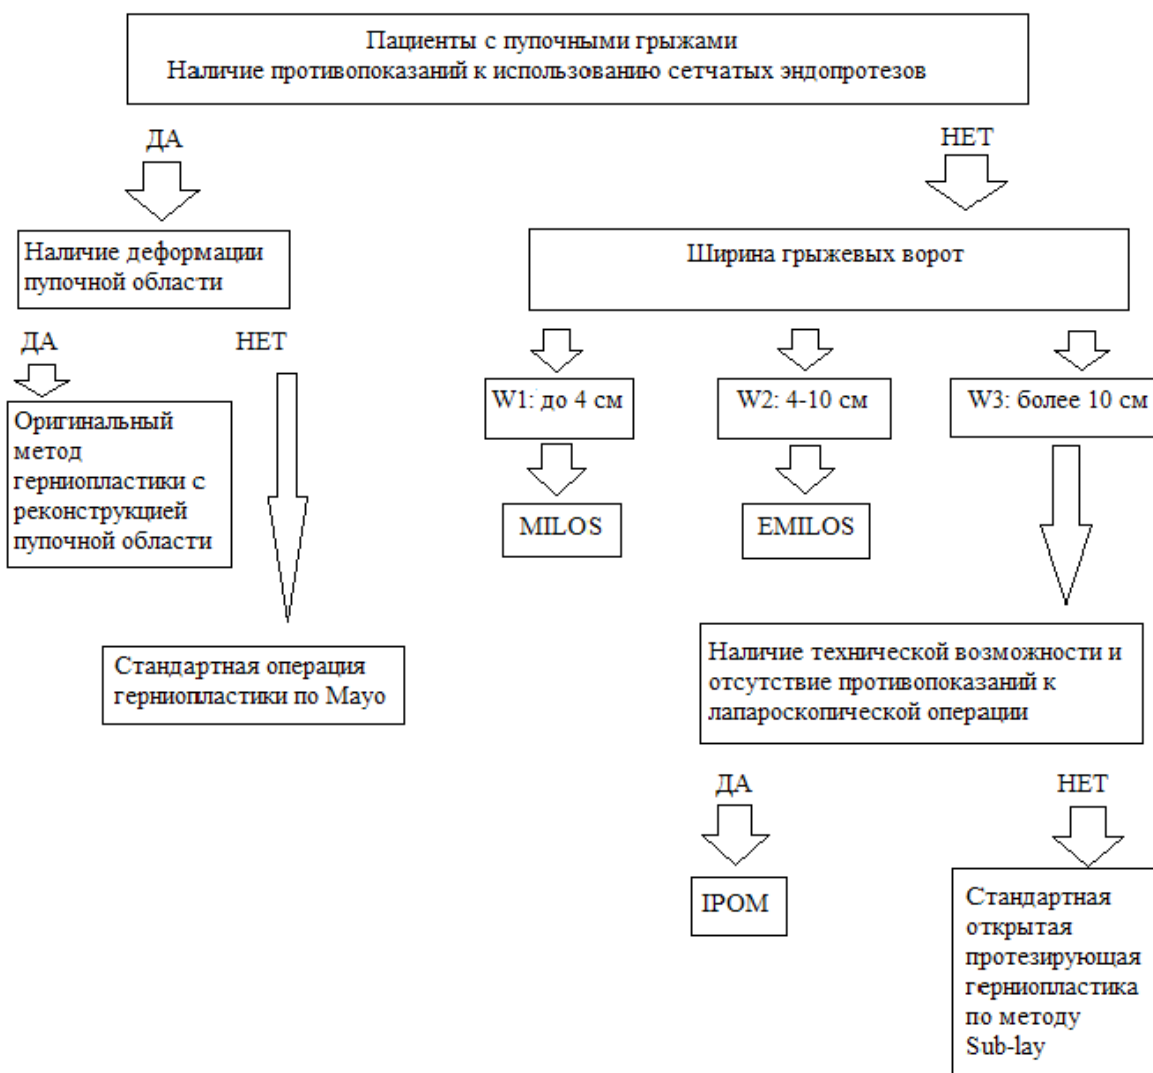 Пациенты с пупочными грыжами
Наличие противопоказаний к использованию сетчатых эндопротезов
ДА
НЕТ
Наличие деформации
пупочной области
Ширина грыжевых ворот
ДА
НЕТ
W1: до 4 см
W2: 4-10 см
W3: более 10 см
Оригинальный
метод
герниопластики с
реконструкцией
пупочной области
MILOS
EMILOS
Стандартная операция
герниопластики по Mayo
Наличие технической возможности и
отсутствие противопоказаний к
лапароскопической операции
ДА
НЕТ
IPOM
Стандартная
открытая
протезирующая
герниопластика
по методу
Sub-lay